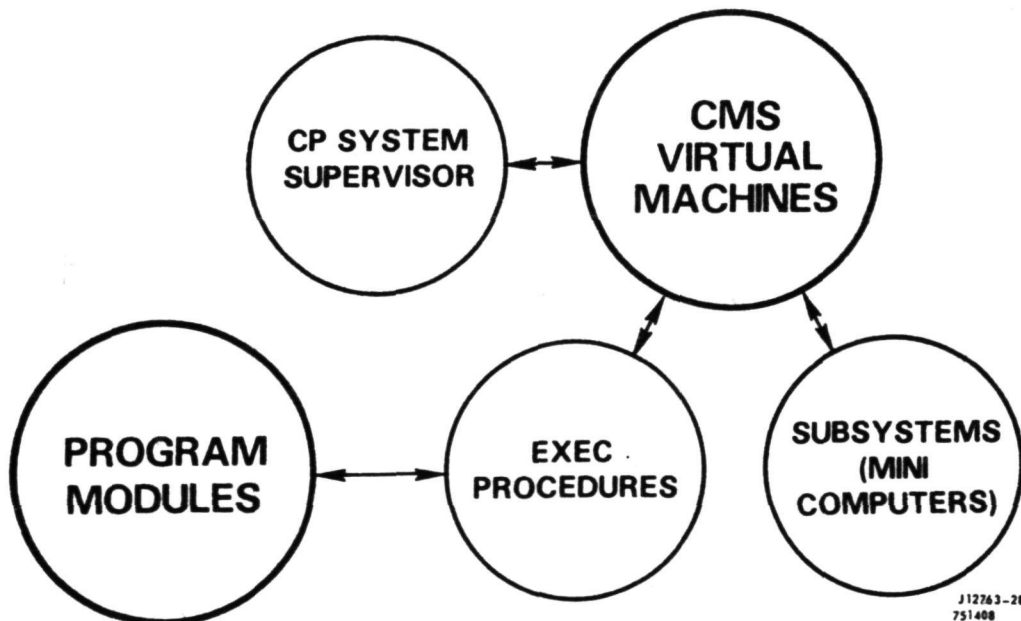 CP SYSTEM
SUPERVISOR
CMS
VIRTUAL
MACHINES
PROGRAM
MODULES
EXEC
PROCEDURES
SUBSYSTEMS
(MINI
COMPUTERS)
751408